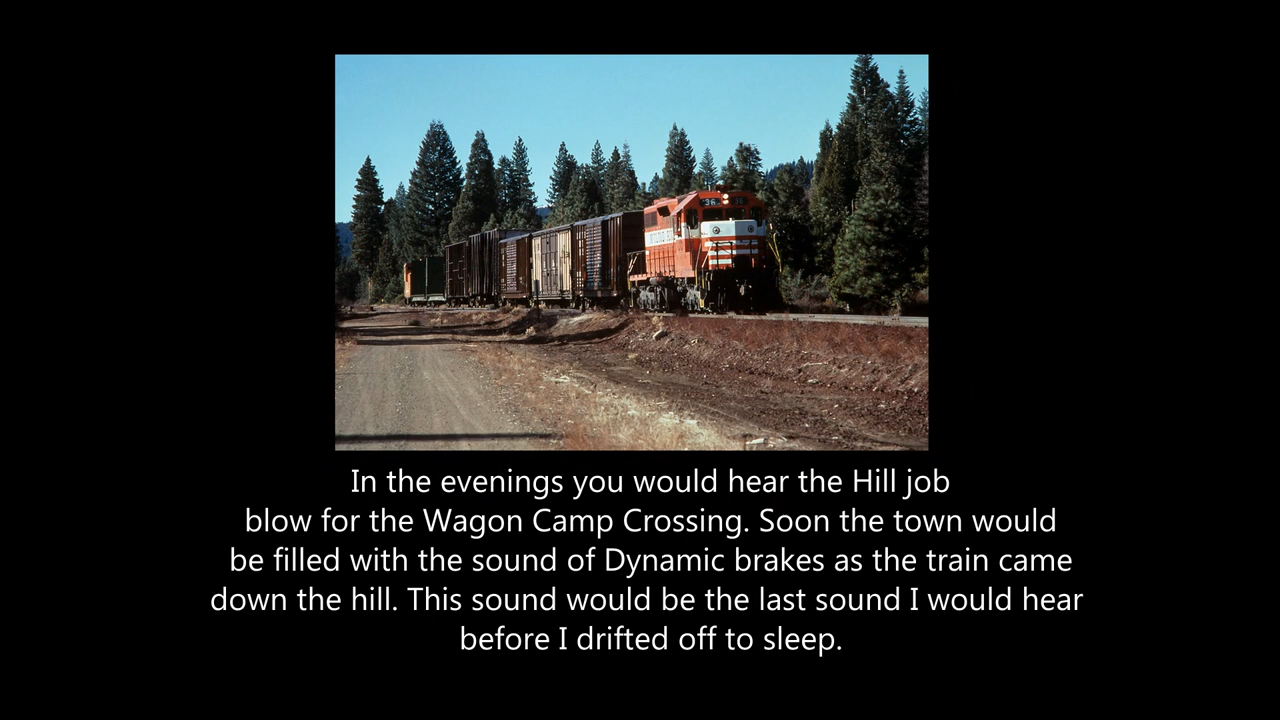 36
In the evenings you would hear the Hill job
blow for the Wagon Camp Crossing. Soon the town would
be filled with the sound of Dynamic brakes as the train came
down the hill. This sound would be the last sound I would hear
before I drifted off to sleep.